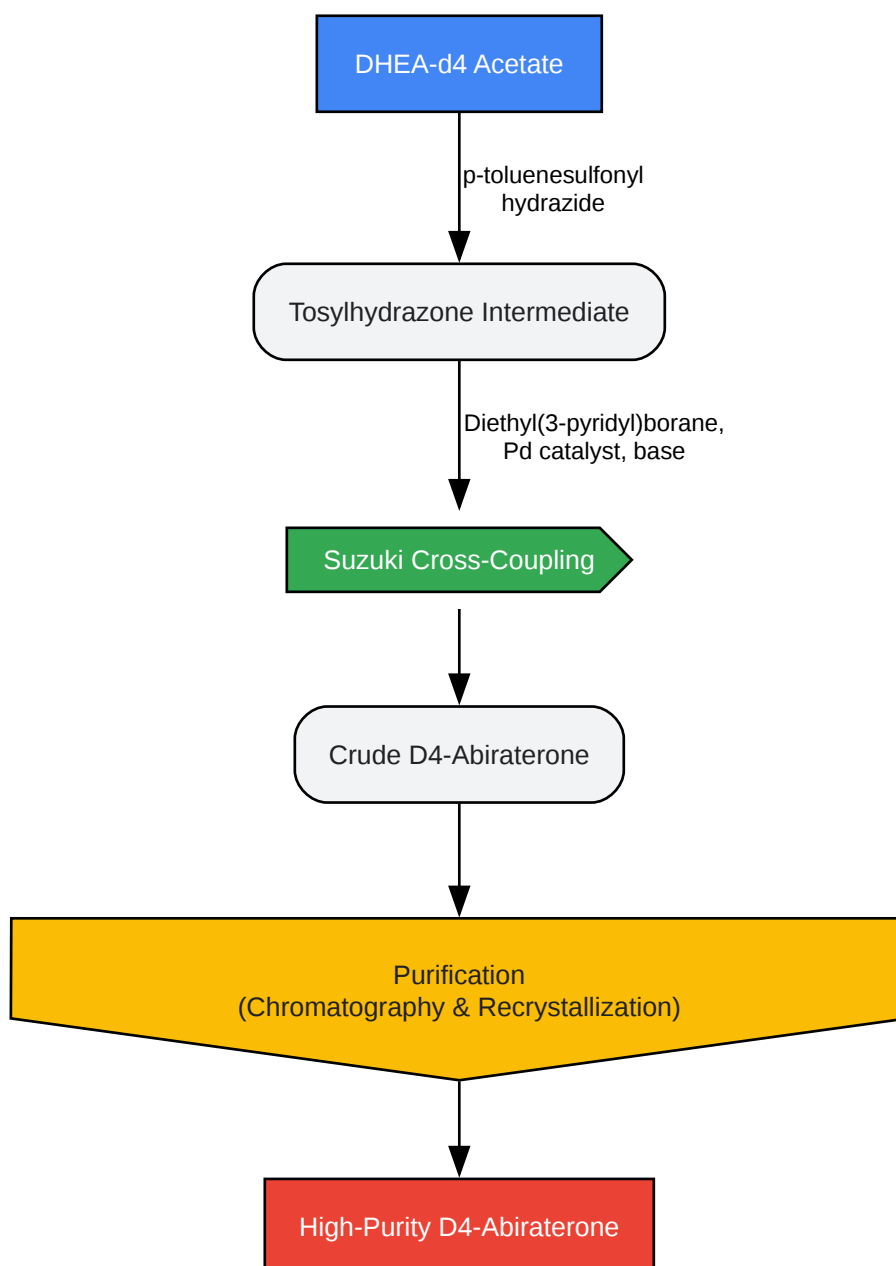 DHEA-d4 Acetate
p-toluenesulfonyl
hydrazide
Tosylhydrazone Intermediate
Diethyl(3-pyridyl)borane,
Pd catalyst, base
Suzuki Cross-Coupling
Crude D4-Abiraterone
Purification
(Chromatography & Recrystallization)
High-Purity D4-Abiraterone